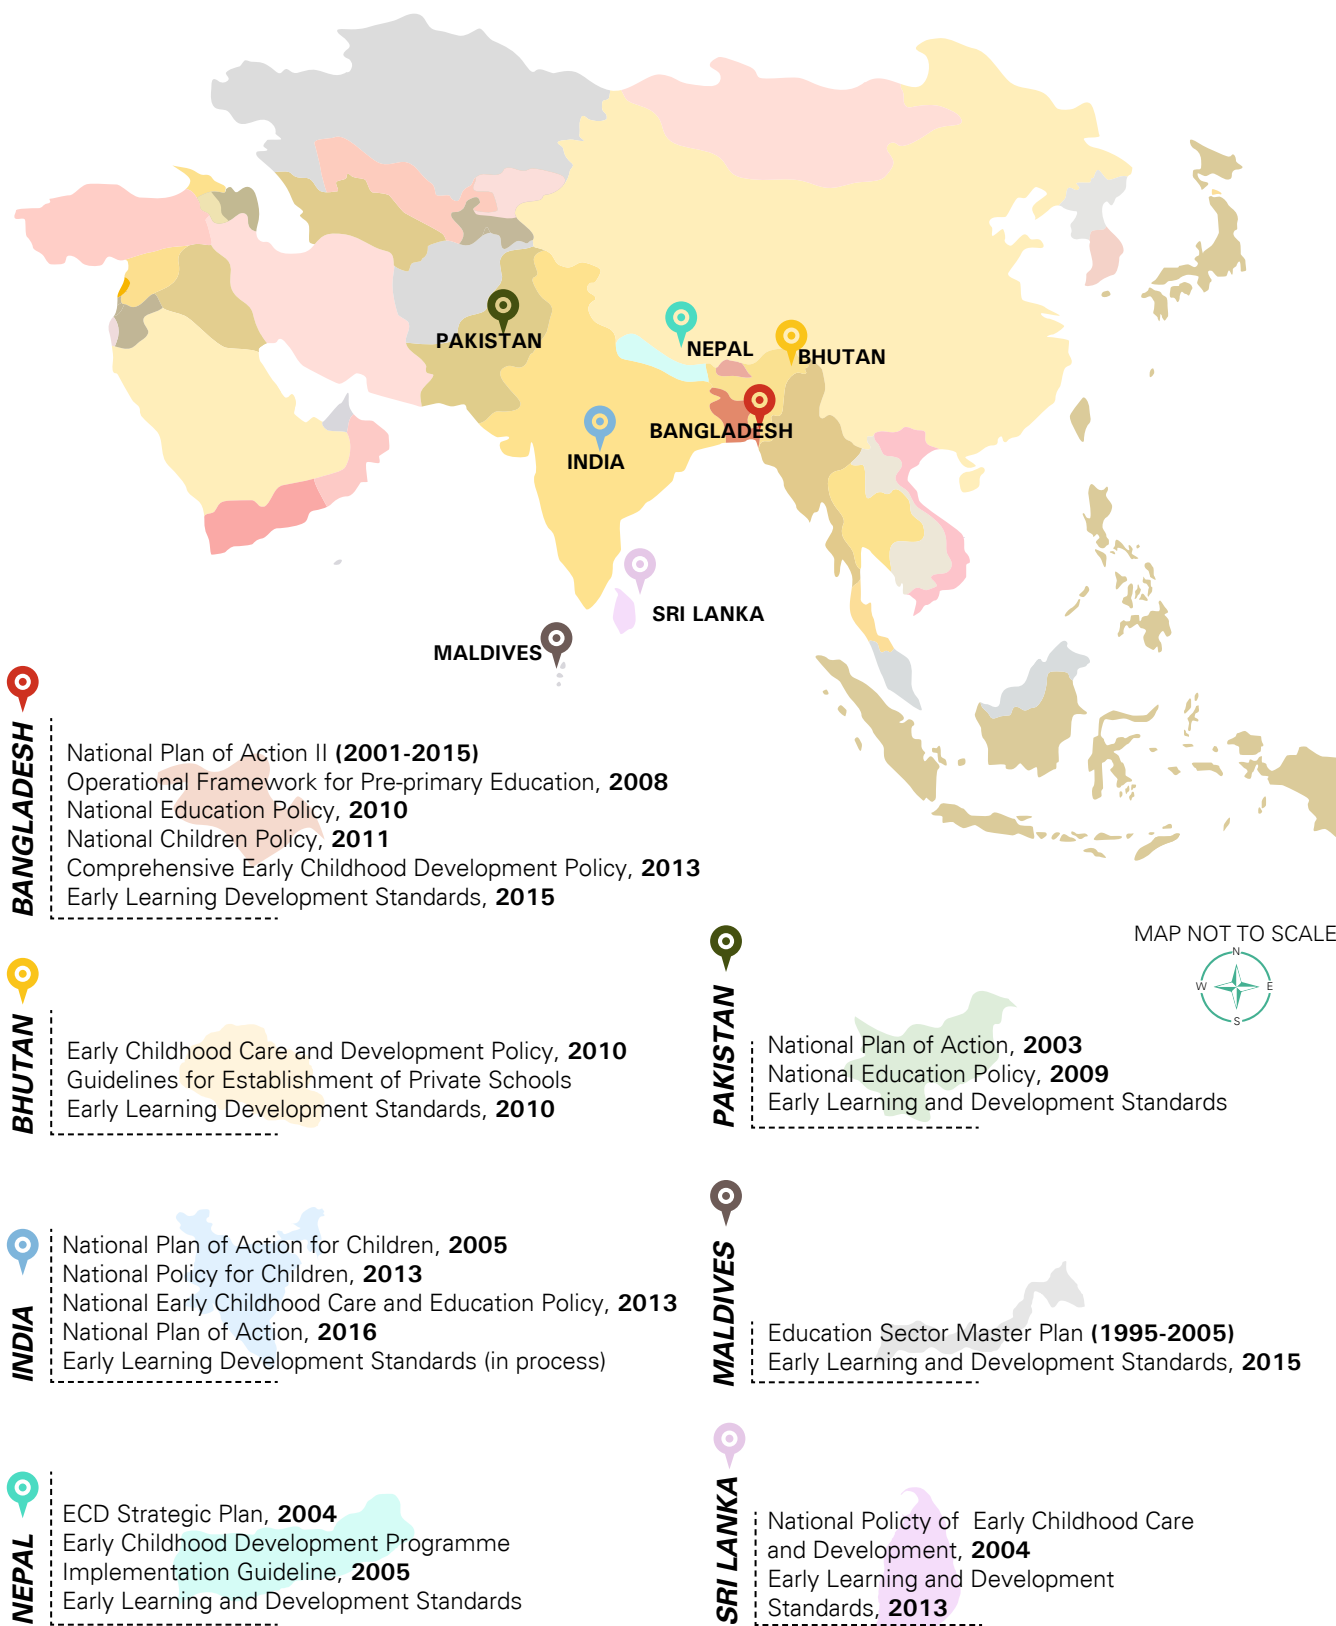 PAKISTAN
NEPAL
BHUTAN
BANGLADESH
INDIA
SRI LANKA
MALDIVES
BANGLADESH
National Plan of Action II (2001-2015)
Operational Framework for Pre-primary Education, 2008
National Education Policy, 2010
National Children Policy, 2011
Comprehensive Early Childhood Development Policy, 2013
Early Learning Development Standards, 2015
MAP NOT TO SCALE
N
W
E
S
BHUTAN
Early Childhood Care and Development Policy, 2010
Guidelines for Establishment of Private Schools
Early Learning Development Standards, 2010
PAKISTAN
National Plan of Action, 2003
National Education Policy, 2009
Early Learning and Development Standards
INDIA
National Plan of Action for Children, 2005
National Policy for Children, 2013
National Early Childhood Care and Education Policy, 2013
National Plan of Action, 2016
Early Learning Development Standards (in process)
MALDIVES
Education Sector Master Plan (1995-2005)
Early Learning and Development Standards, 2015
NEPAL
ECD Strategic Plan, 2004
Early Childhood Development Programme
Implementation Guideline, 2005
Early Learning and Development Standards
SRI LANKA
National Policty of Early Childhood Care
and Development, 2004
Early Learning and Development
Standards, 2013